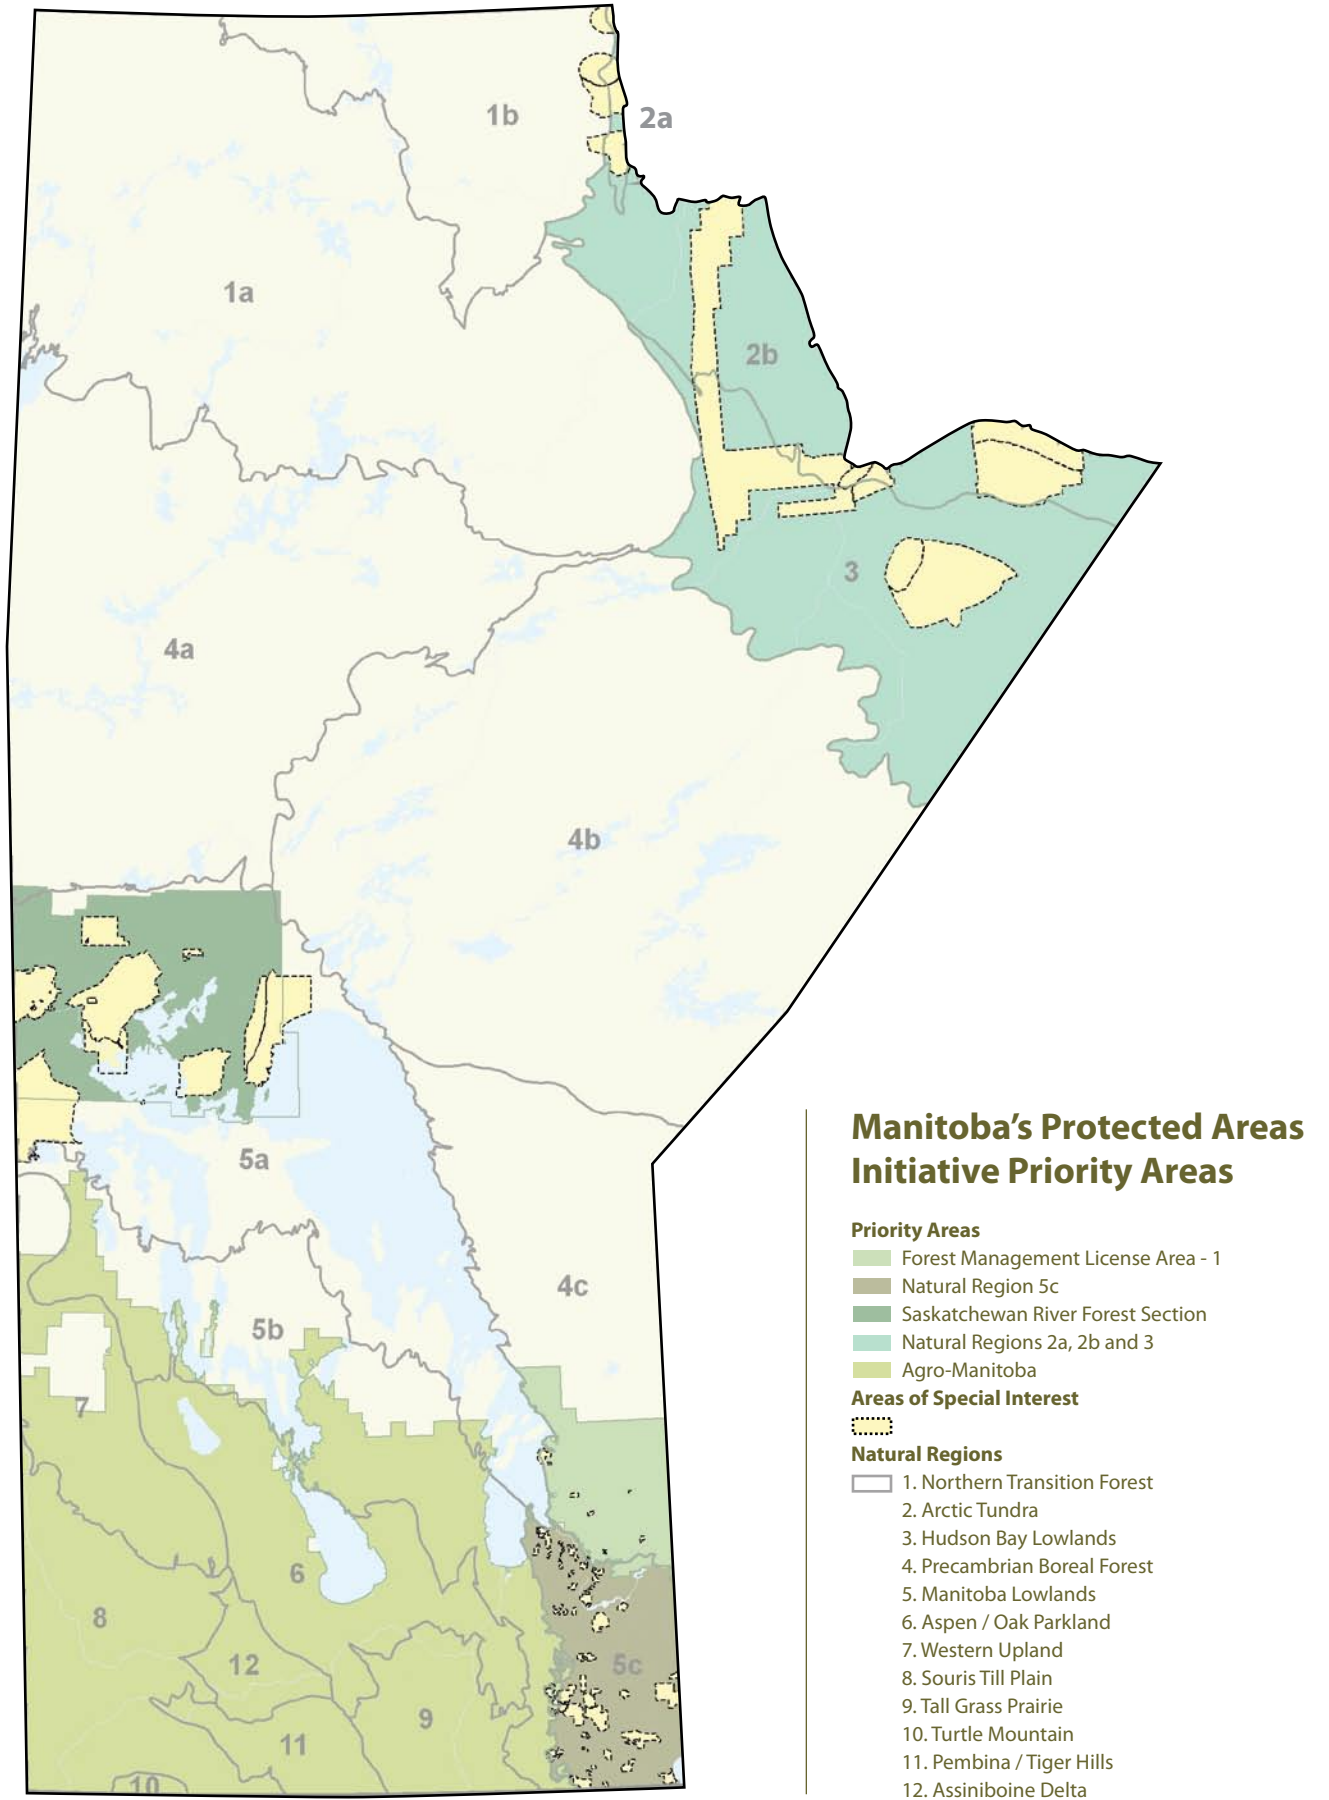 1b
2a
1a
2b
3
4a
4b
5a
4c
5b
7
6
8
12
5c
9
11
10
Manitoba's Protected Areas
Initiative Priority Areas
Priority Areas
Forest Management License Area - 1
Natural Region 5c
Saskatchewan River Forest Section
Natural Regions 2a, 2b and 3
Agro-Manitoba
Areas of Special Interest
Natural Regions
1. Northern Transition Forest
2. Arctic Tundra
3. Hudson Bay Lowlands
4. Precambrian Boreal Forest
5. Manitoba Lowlands
6. Aspen / Oak Parkland
7. Western Upland
8. Souris Till Plain
9. Tall Grass Prairie
10. Turtle Mountain
11. Pembina / Tiger Hills
12. Assiniboine Delta